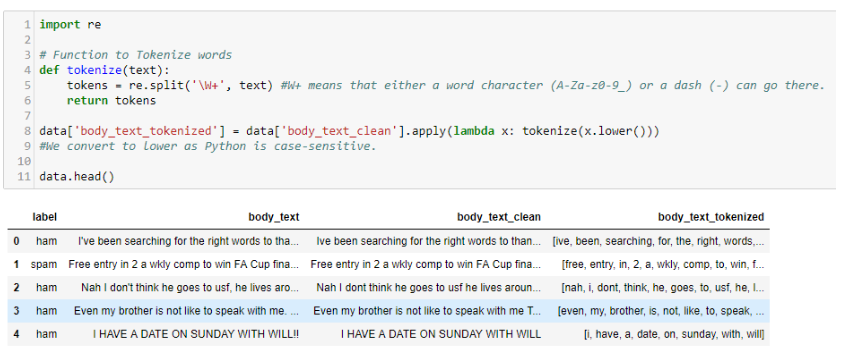 1 import re
2
3 # Function to Tokenize words
4 def tokenize(text):
5     tokens = re.split('\W+', text) #W+ means that either a word character (A-Za-z0-9_) or a dash (-) can go there.
6     return tokens
7
8 data['body_text_tokenized'] = data['body_text_clean'].apply(lambda x: tokenize(x.lower()))
9 #We convert to lower as Python is case-sensitive.
10
11 data.head()
label body_text body_text_clean body_text_tokenized
0 ham I've been searching for the right words to tha... Ive been searching for the right words to than... [ive, been, searching, for, the, right, words,...
1 spam Free entry in 2 a wkly comp to win FA Cup fina... Free entry in 2 a wkly comp to win FA Cup fina... [free, entry, in, 2, a, wkly, comp, to, win, f...
2 ham Nah I don't think he goes to usf, he lives aro... Nah I dont think he goes to usf he lives aroun... [nah, i, dont, think, he, goes, to, usf, he, l...
3 ham Even my brother is not like to speak with me. ... Even my brother is not like to speak with me T... [even, my, brother, is, not, like, to, speak, ...
4 ham I HAVE A DATE ON SUNDAY WITH WILL!! I HAVE A DATE ON SUNDAY WITH WILL [i, have, a, date, on, sunday, with, will]